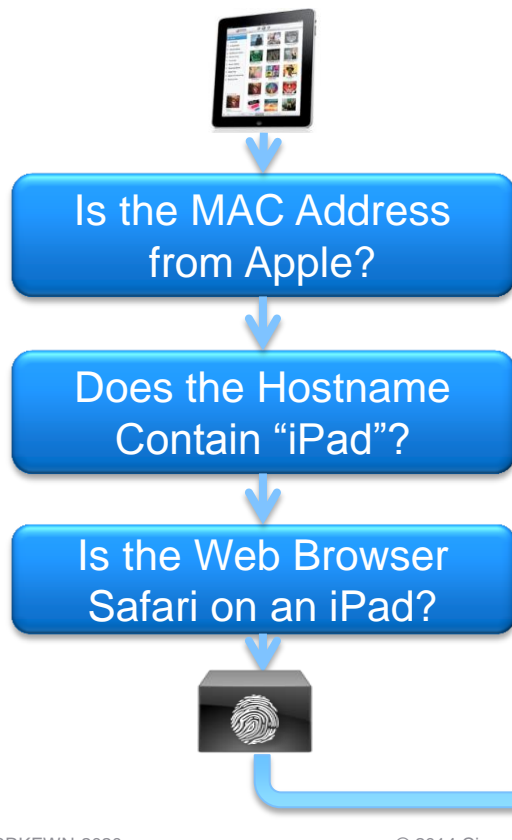 Is the MAC Address
from Apple?
Does the Hostname
Contain “iPad”?
Is the Web Browser
Safari on an iPad?